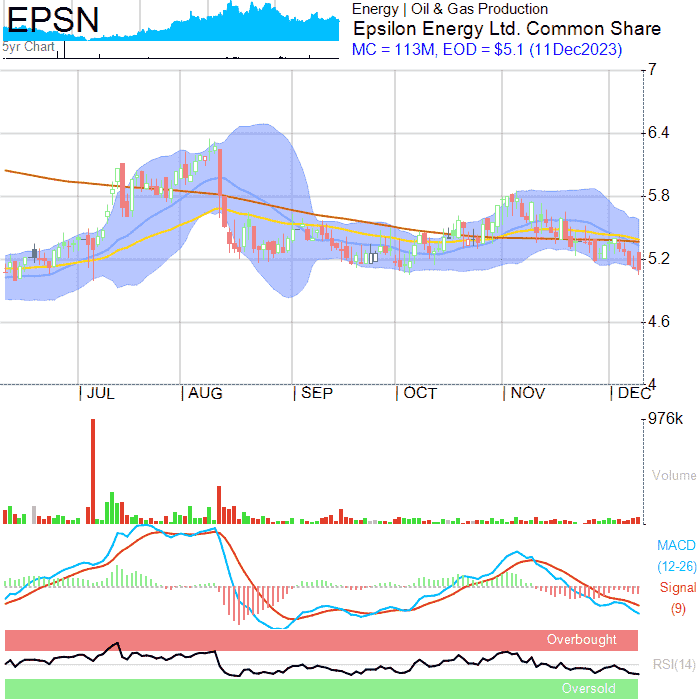 EPSN
5yr Chart
Energy | Oil & Gas Production
Epsilon Energy Ltd. Common Share
MC = 113M, EOD = $5.1 (11Dec2023)
7
6.4
5.8
5.2
4.6
4
| JUL | AUG | SEP | OCT | NOV | DEC
976k
Volume
MACD
(12-26)
Signal
(9)
Overbought
RSI(14)
Oversold